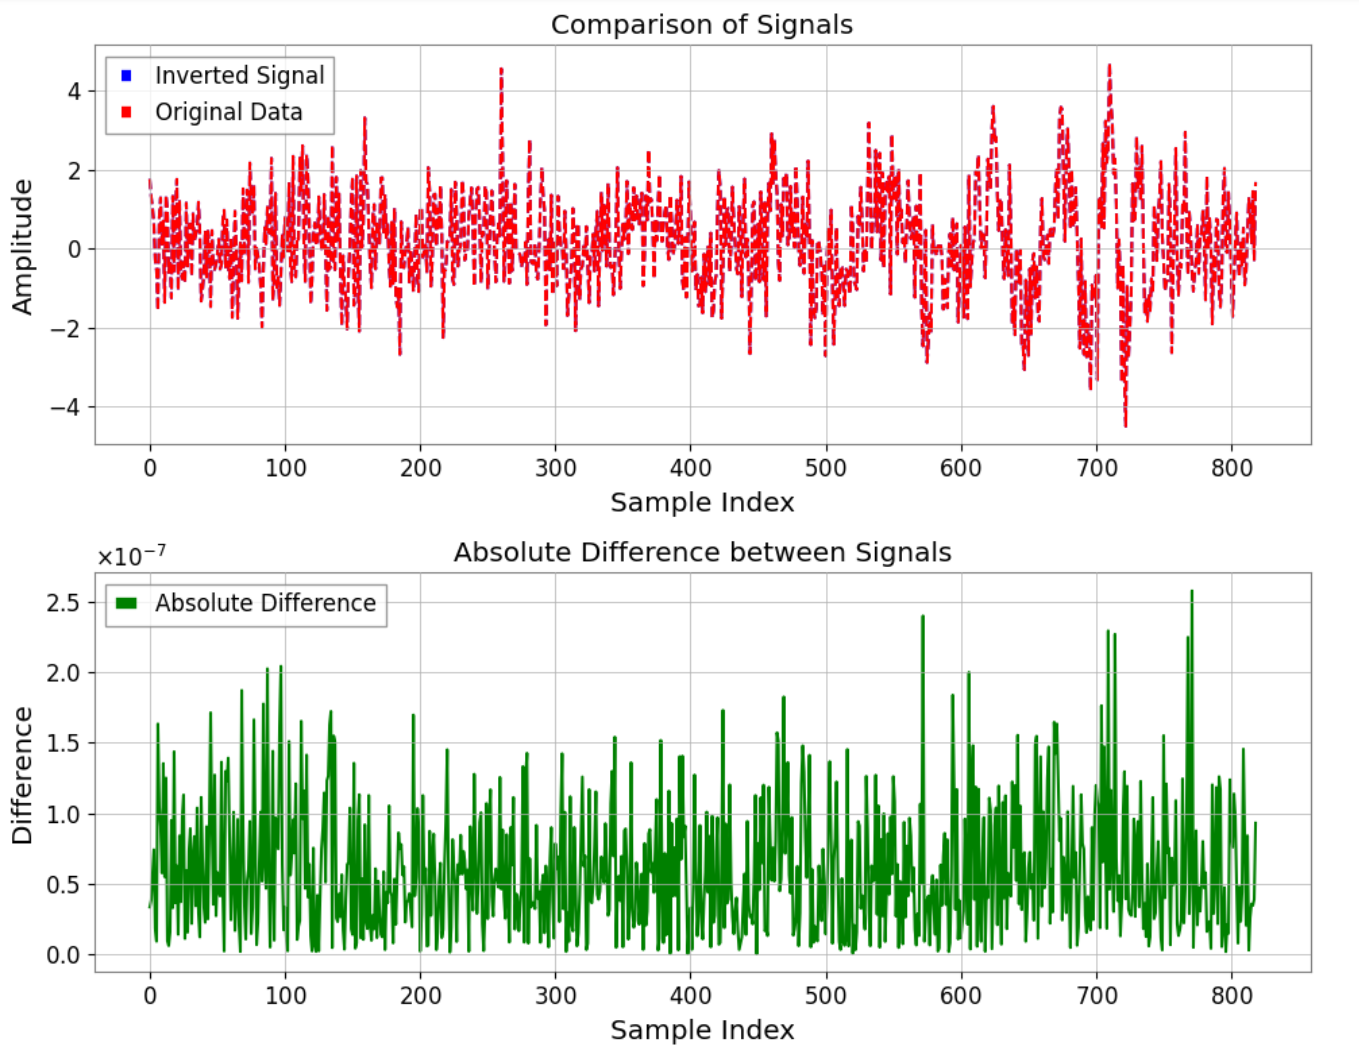 Comparison of Signals
Inverted Signal
Original Data
Amplitude
4
2
0
−2
−4
0 100 200 300 400 500 600 700 800
Sample Index
×10⁻⁷
Absolute Difference between Signals
Absolute Difference
Difference
2.5
2.0
1.5
1.0
0.5
0.0
0 100 200 300 400 500 600 700 800
Sample Index